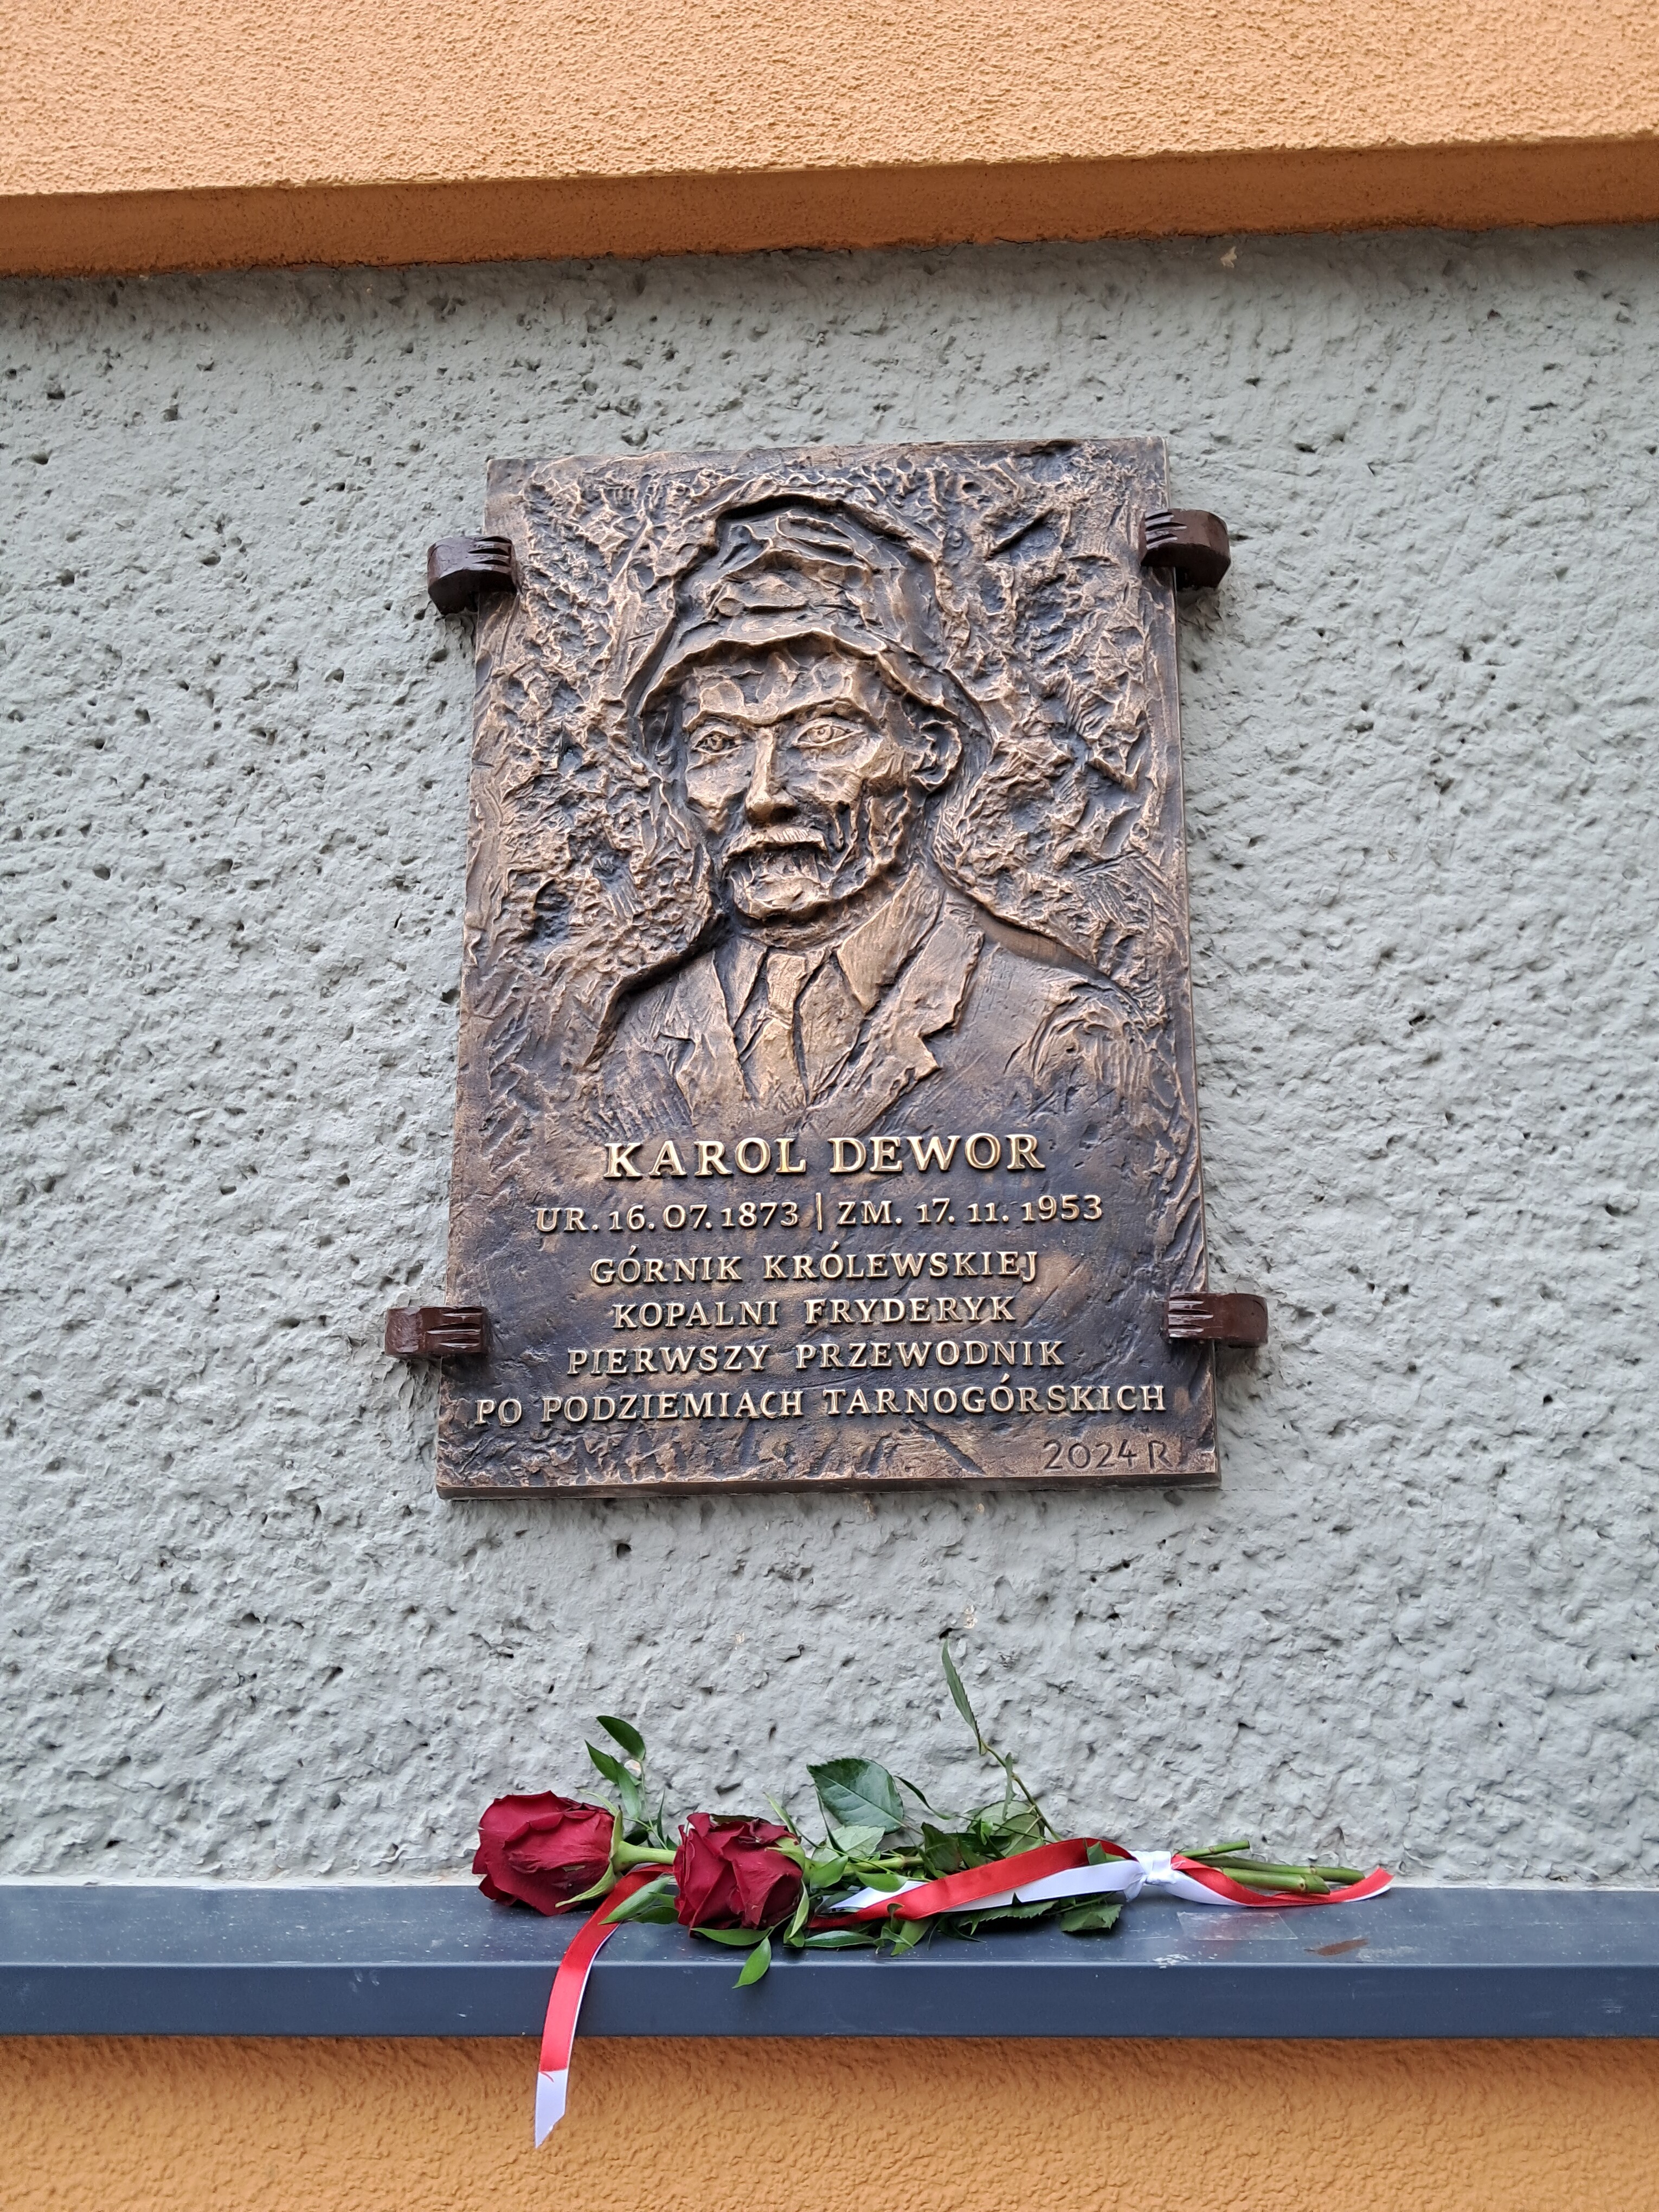 KAROL DEWOR
UR. 16. 07. 1873 | ZM. 17. 11. 1953
GÓRNIK KRÓLEWSKIEJ
KOPALNI FRYDERYK
PIERWSZY PRZEWODNIK
PO PODZIEMIACH TARNOGÓRSKICH
2024 R